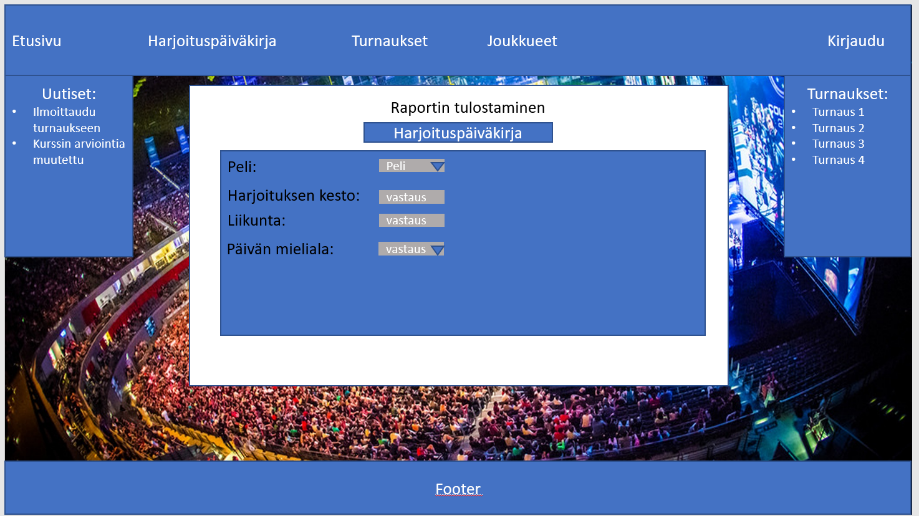 Etusivu
Harjoituspäiväkirja
Turnaukset
Joukkueet
Kirjaudu
Uutiset:
• Ilmoittaudu
turnaukseen
• Kurssin arviointia
muutettu
Raportin tulostaminen
Harjoituspäiväkirja
Peli: Peli
Harjoituksen kesto: vastaus
Liikunta: vastaus
Päivän mieliala: vastaus
Turnaukset:
• Turnaus 1
• Turnaus 2
• Turnaus 3
• Turnaus 4
Footer